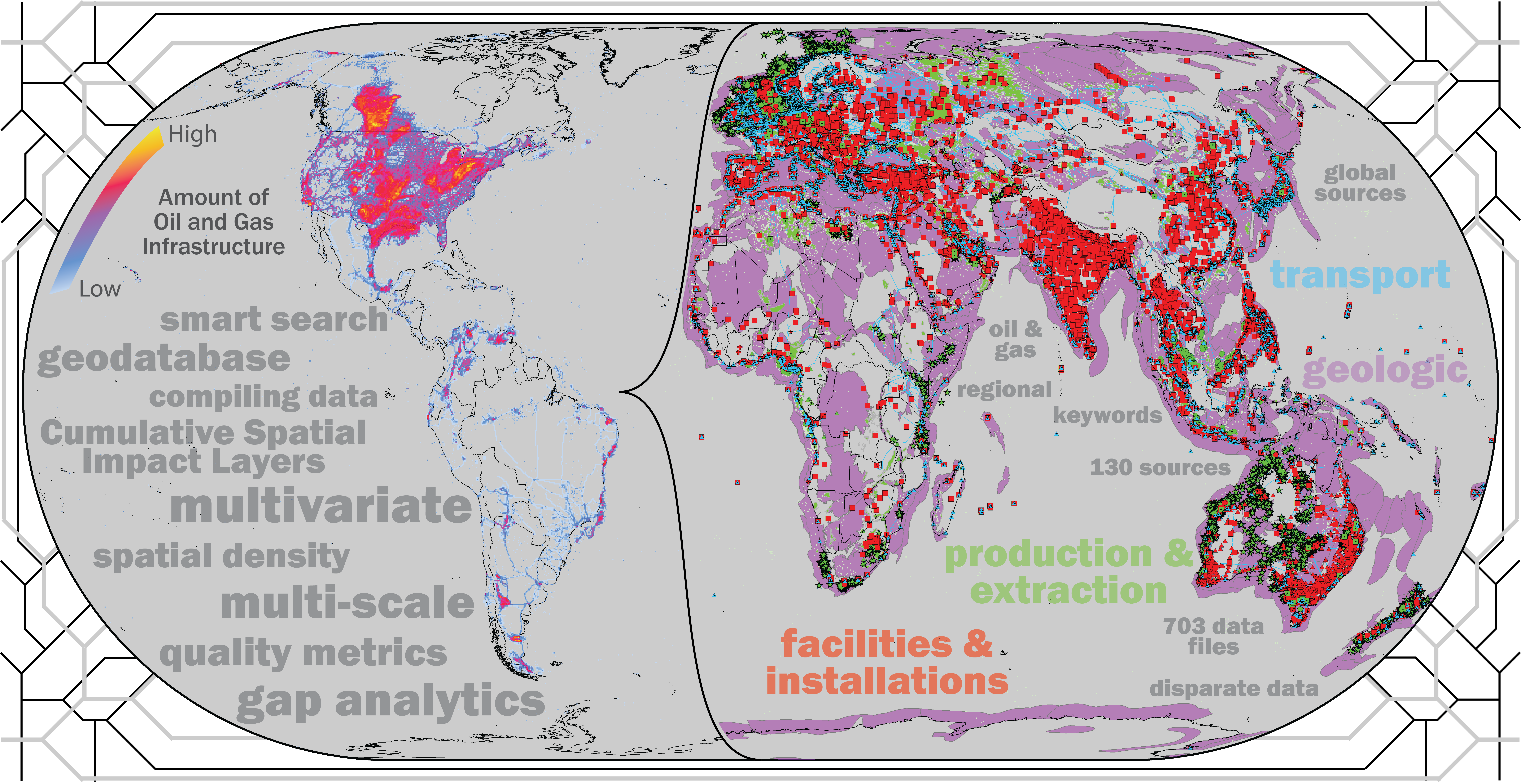 High
Amount of
Oil and Gas
Infrastructure
Low
smart search
geodatabase
compiling data
Cumulative Spatial
Impact Layers
multivariate
spatial density
multi-scale
quality metrics
gap analytics
global
sources
transport
geologic
oil &
gas
regional
keywords
130 sources
production &
extraction
facilities &
installations
703 data
files
disparate data